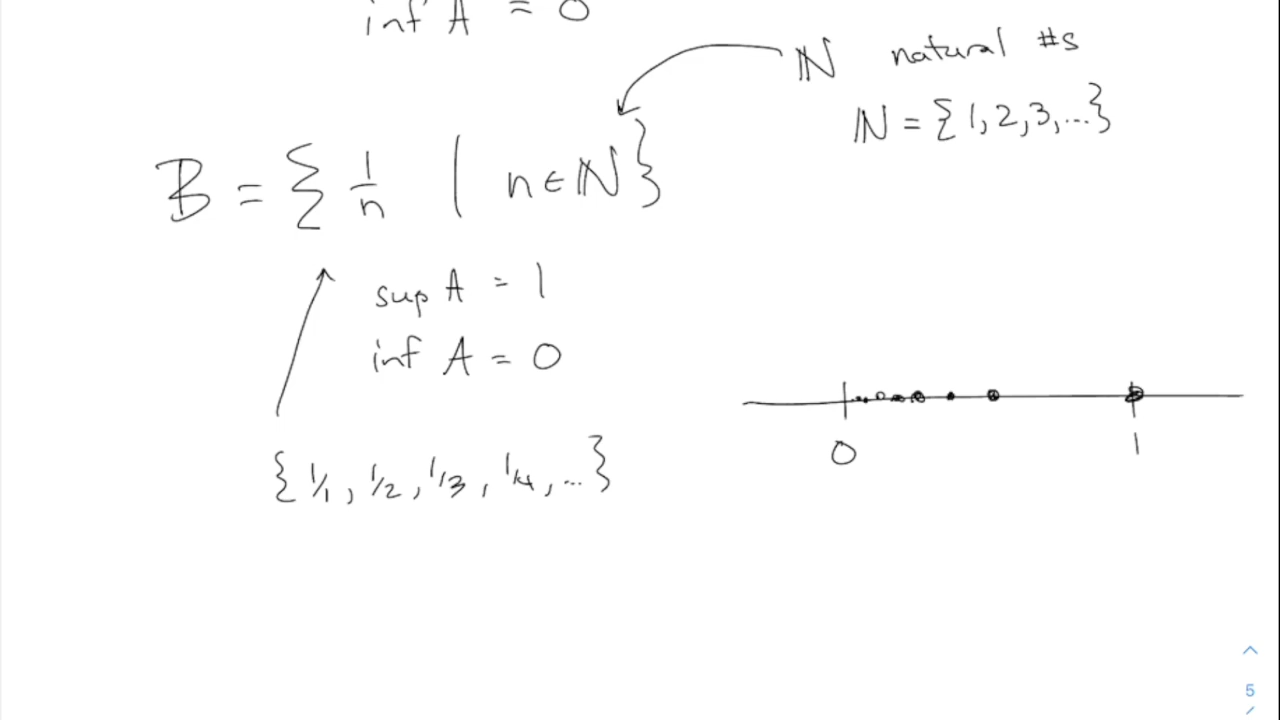 inf A = 0
ℕ natural #s
ℕ = {1, 2, 3, ...}
B = { 1/n | n ∈ ℕ }
sup A = 1
inf A = 0
{ 1/1, 1/2, 1/3, 1/4, ... }
0 1
5